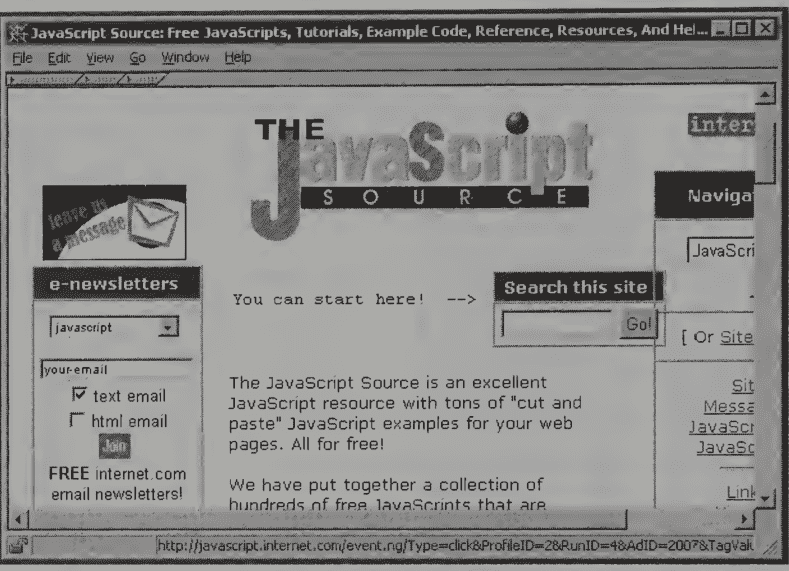 JavaScript Source: Free JavaScripts, Tutorials, Example Code, Reference, Resources, And Hel...
File Edit View Go Window Help
THE
JavaScript
SOURCE
inter
leave us
a message
Navigat
JavaScri
e-newsletters
javascript
your-email
text email
html email
Join
FREE internet.com
email newsletters!
You can start here! -->
Search this site
Go!
[ Or Site
The JavaScript Source is an excellent
JavaScript resource with tons of "cut and
paste" JavaScript examples for your web
pages. All for free!
We have put together a collection of
hundreds of free JavaScripts that are
Sit
Messa
JavaScr
JavaSc
Link
http://javascript.internet.com/event.ng/Type=click&ProfileID=2&RunID=4&AdID=2007&TagValu